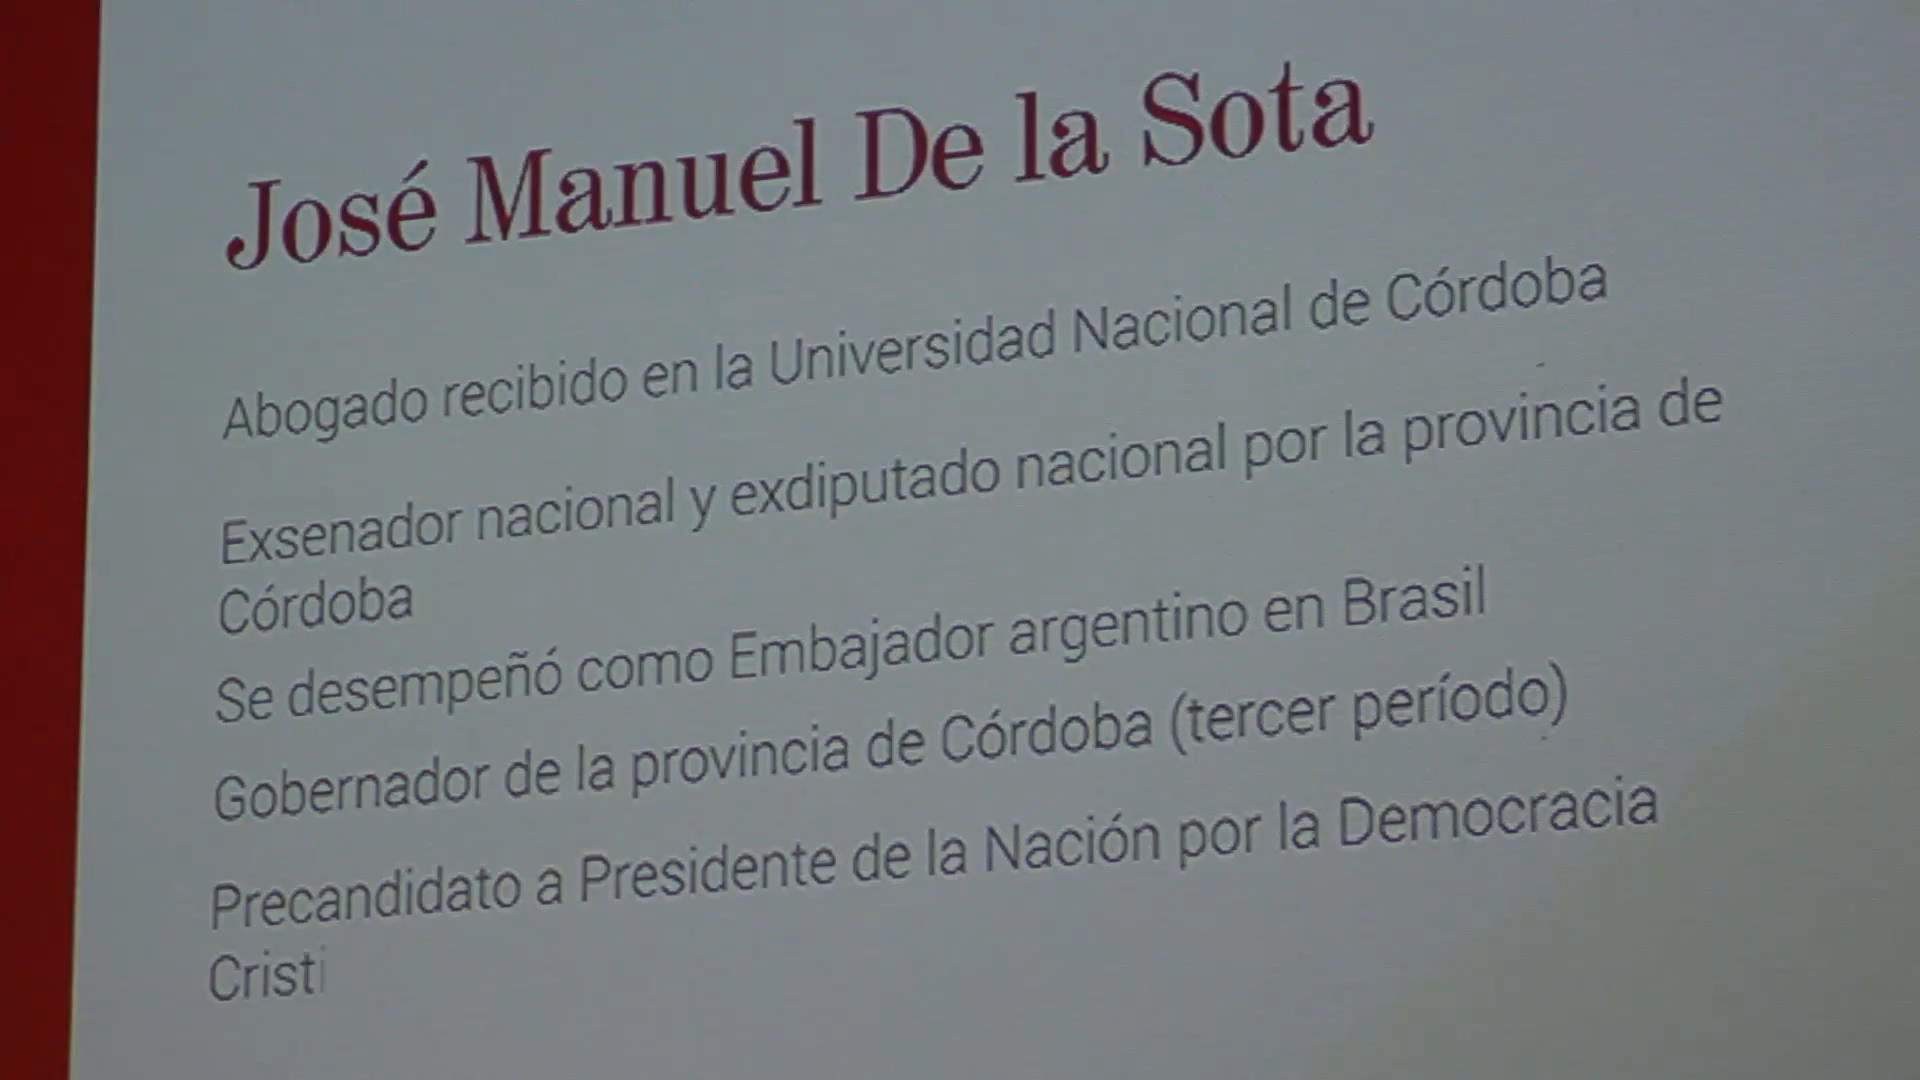 José Manuel De la Sota
Abogado recibido en la Universidad Nacional de Córdoba
Exsenador nacional y exdiputado nacional por la provincia de
Córdoba
Se desempeñó como Embajador argentino en Brasil
Gobernador de la provincia de Córdoba (tercer período)
Precandidato a Presidente de la Nación por la Democracia
Cristi